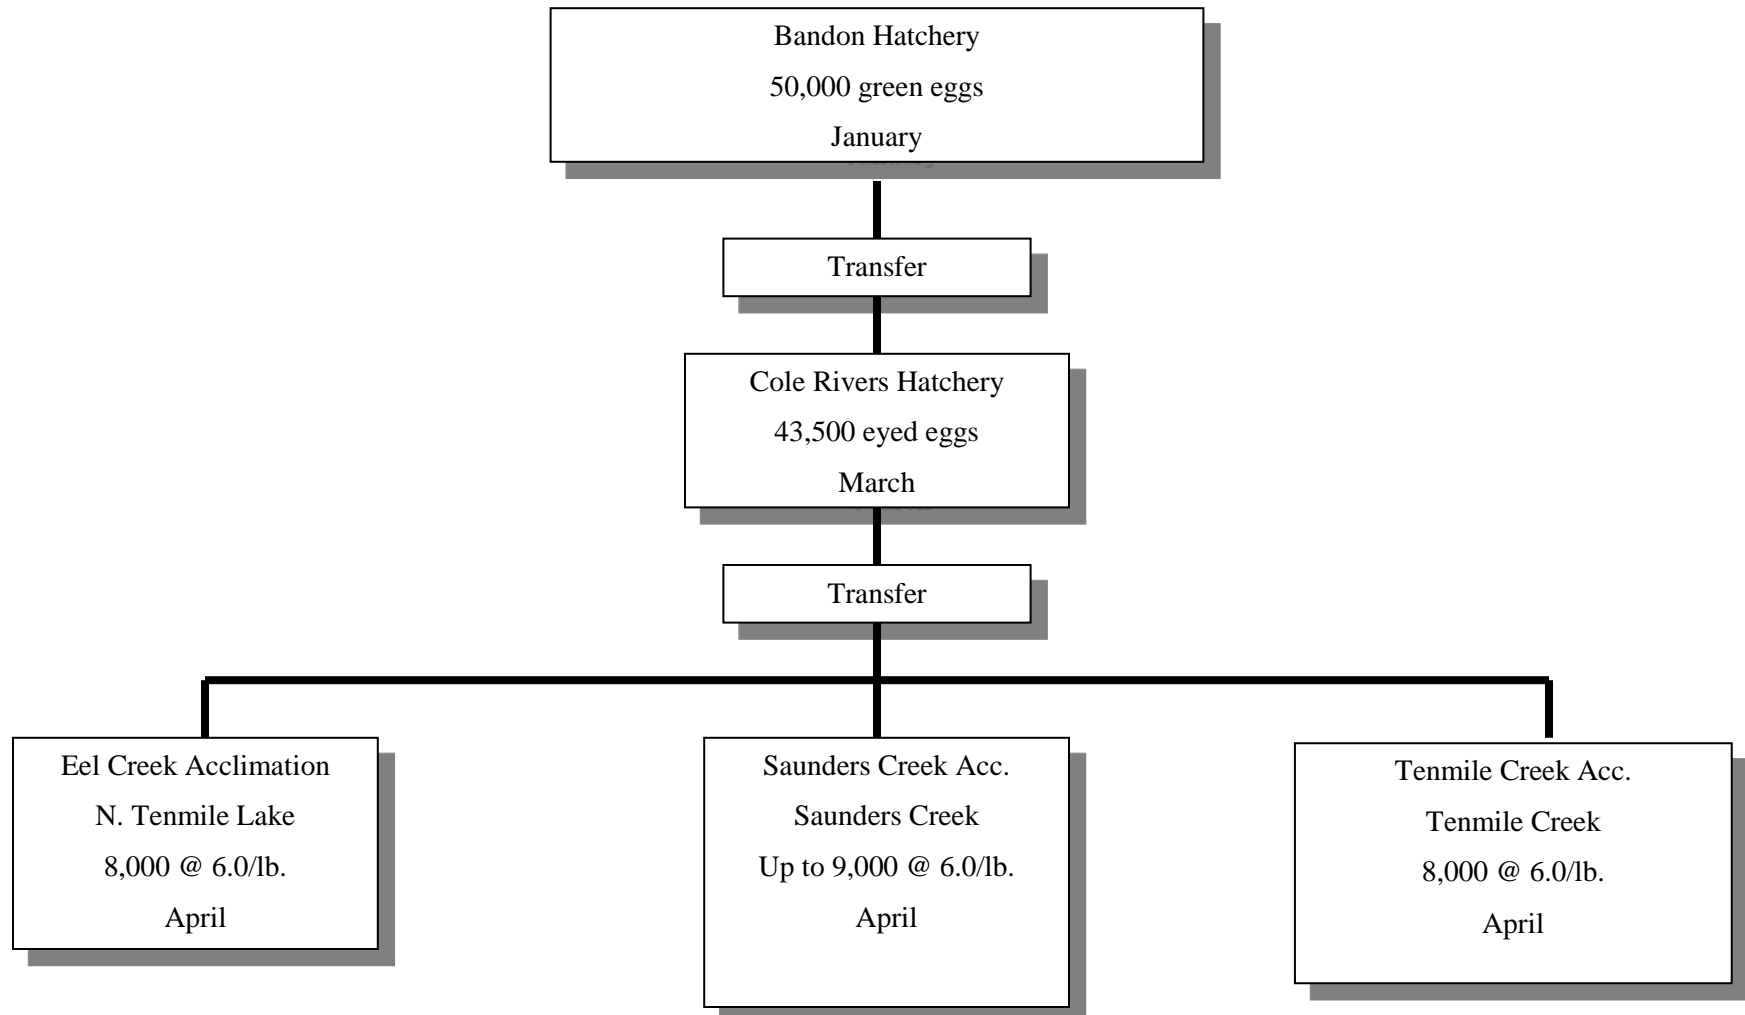 Bandon Hatchery
50,000 green eggs
January
Transfer
Cole Rivers Hatchery
43,500 eyed eggs
March
Transfer
Eel Creek Acclimation
N. Tenmile Lake
8,000 @ 6.0/lb.
April
Saunders Creek Acc.
Saunders Creek
Up to 9,000 @ 6.0/lb.
April
Tenmile Creek Acc.
Tenmile Creek
8,000 @ 6.0/lb.
April